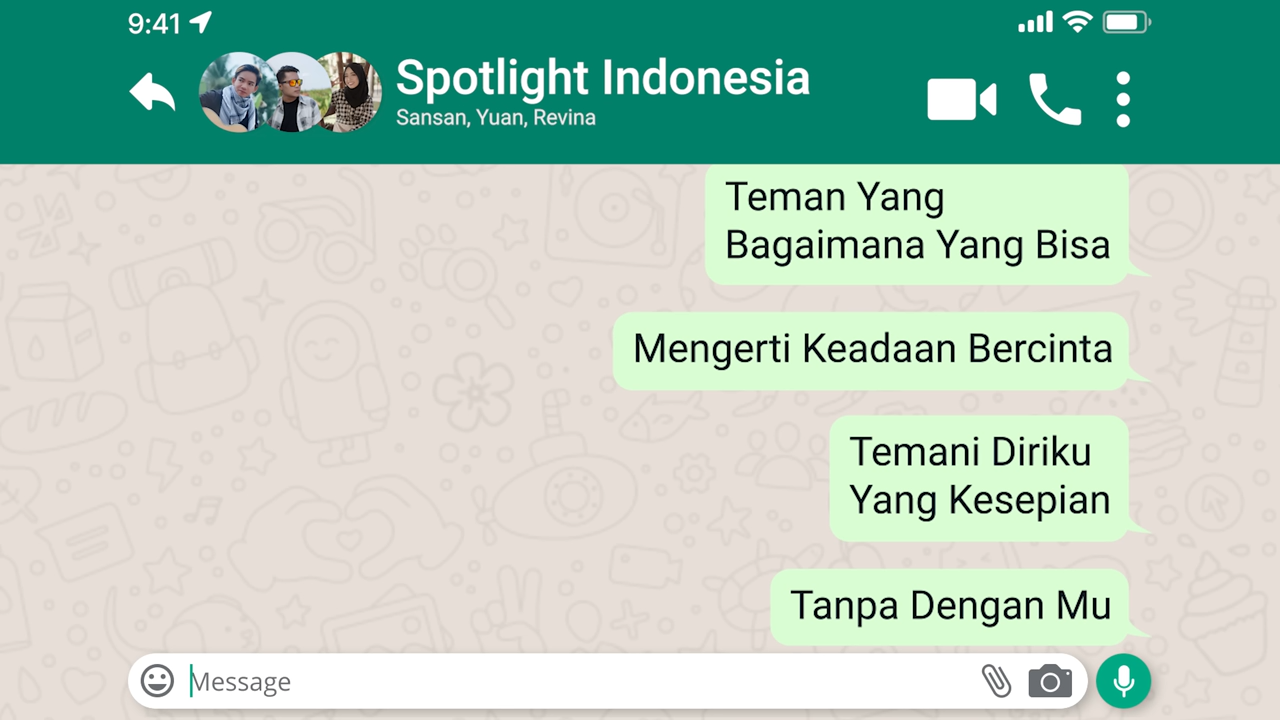 9:41
Spotlight Indonesia
Sansan, Yuan, Revina
Teman Yang
Bagaimana Yang Bisa
Mengerti Keadaan Bercinta
Temani Diriku
Yang Kesepian
Tanpa Dengan Mu
Message